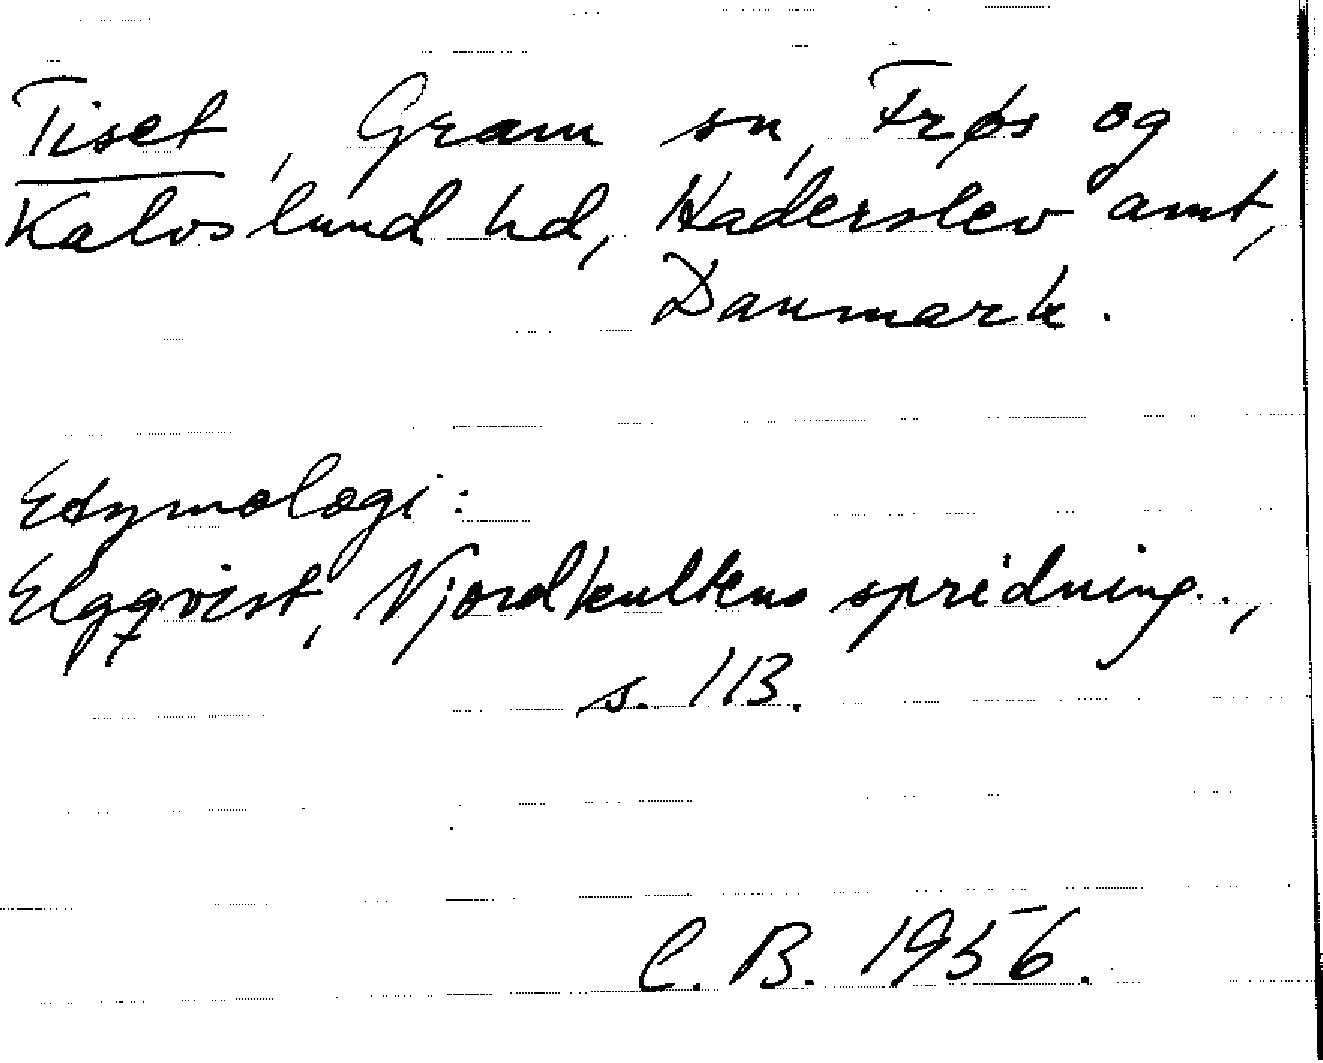 Tiset, Gram sn, Frøs og
Kalvslund hd, Haderslev amt,
Danmark.
Etymologi:
Elgqvist, Njordkultens spridning..,
s. 113.
C. B. 1956.